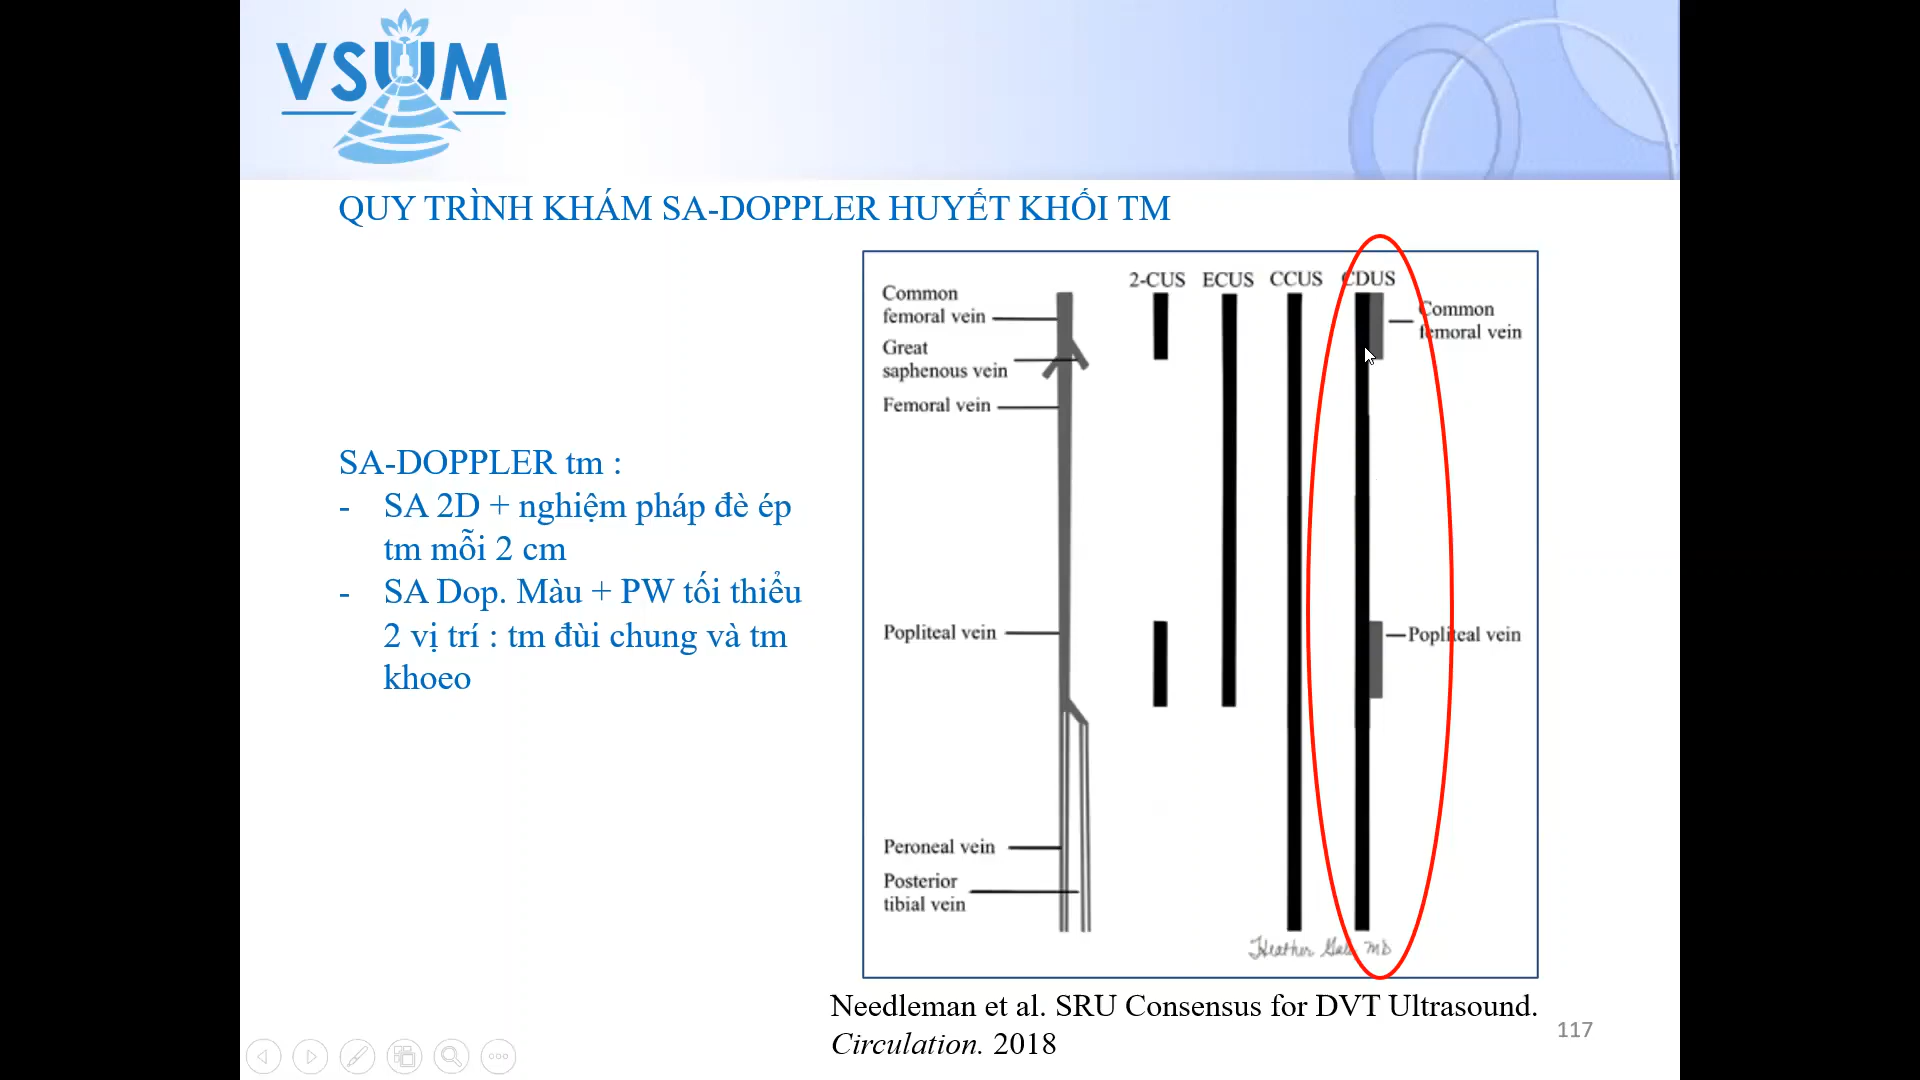 VSUM
QUY TRÌNH KHÁM SA-DOPPLER HUYẾT KHỐI TM
SA-DOPPLER tm :
- SA 2D + nghiệm pháp đè ép
tm mỗi 2 cm
- SA Dop. Màu + PW tối thiểu
2 vị trí : tm đùi chung và tm
khoeo
2-CUS ECUS CCUS CDUS
Common
femoral vein
Great
saphenous vein
Femoral vein
Popliteal vein
Peroneal vein
Posterior
tibial vein
Common
femoral vein
Popliteal vein
Heather MD
Needleman et al. SRU Consensus for DVT Ultrasound.
Circulation. 2018
117